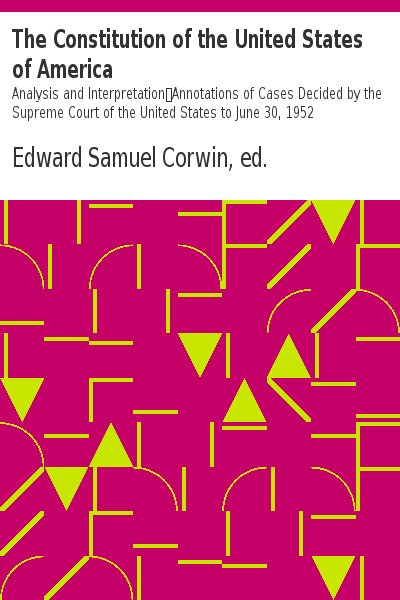 The Constitution of the United States
of America
Analysis and Interpretation▯Annotations of Cases Decided by the
Supreme Court of the United States to June 30, 1952
Edward Samuel Corwin, ed.